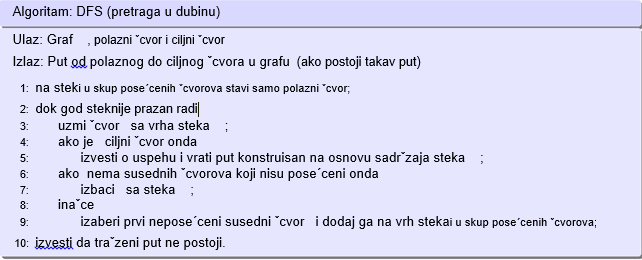 Algoritam: DFS (pretraga u dubinu)
Ulaz: Graf , polazni ˇcvor i ciljni ˇcvor
Izlaz: Put od polaznog do ciljnog ˇcvora u grafu (ako postoji takav put)
1: na steki u skup pose´cenih ˇcvorova stavi samo polazni ˇcvor;
2: dok god steknije prazan radi
3: uzmi ˇcvor sa vrha steka ;
4: ako je ciljni ˇcvor onda
5: izvesti o uspehu i vrati put konstruisan na osnovu sadrˇzaja steka ;
6: ako nema susednih ˇcvorova koji nisu pose´ceni onda
7: izbaci sa steka ;
8: inaˇce
9: izaberi prvi nepose´ceni susedni ˇcvor i dodaj ga na vrh stekai u skup pose´cenih ˇcvorova;
10: izvesti da traˇzeni put ne postoji.